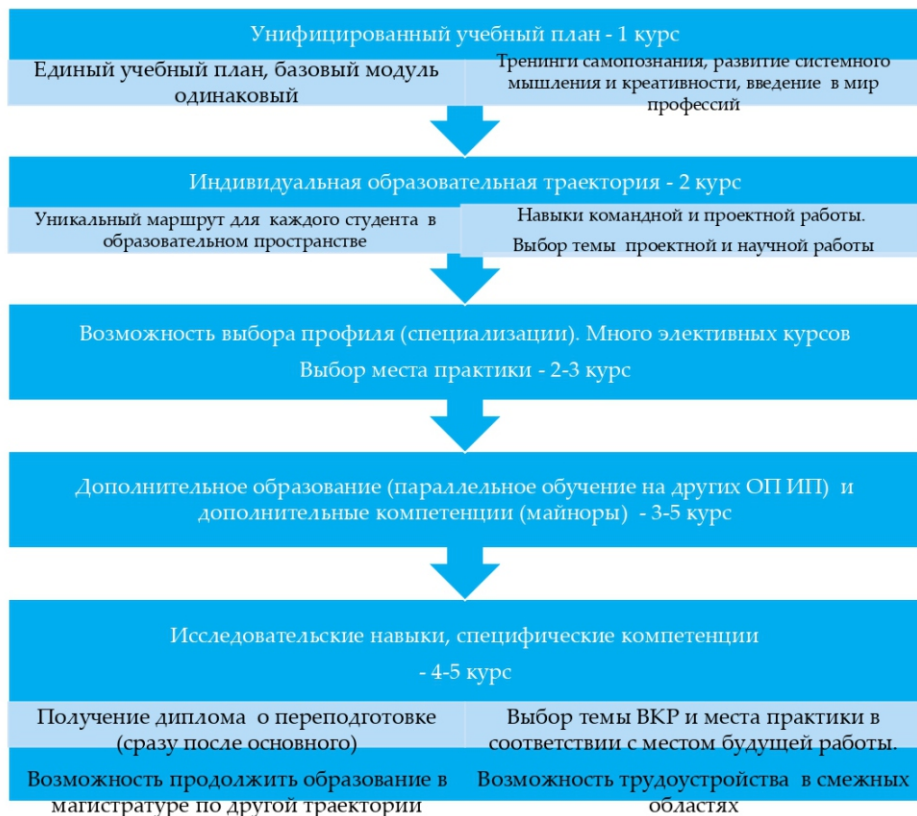 Унифицированный учебный план - 1 курс
Единый учебный план, базовый модуль
одинаковый
Тренинги самопознания, развитие системного
мышления и креативности, введение в мир
профессий
Индивидуальная образовательная траектория - 2 курс
Уникальный маршрут для каждого студента в
образовательном пространстве
Навыки командной и проектной работы.
Выбор темы проектной и научной работы
Возможность выбора профиля (специализации). Много элективных курсов
Выбор места практики - 2-3 курс
Дополнительное образование (параллельное обучение на других ОП ИП) и
дополнительные компетенции (майноры) - 3-5 курс
Исследовательские навыки, специфические компетенции
- 4-5 курс
Получение диплома о переподготовке
(сразу после основного)
Выбор темы ВКР и места практики в
соответствии с местом будущей работы.
Возможность продолжить образование в
магистратуре по другой траектории
Возможность трудоустройства в смежных
областях